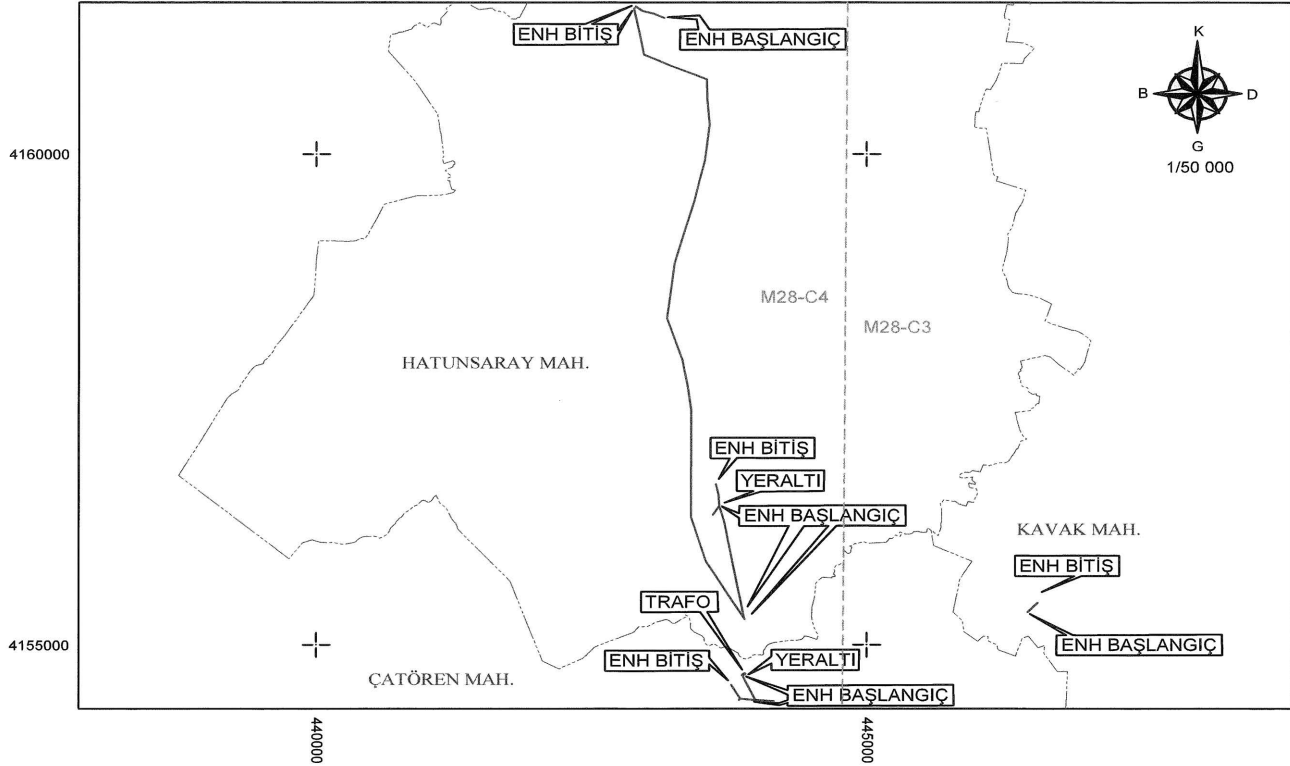 ENH BİTİŞ
ENH BAŞLANGIÇ
K
B
D
G
1/50 000
4160000
M28-C4
M28-C3
HATUNSARAY MAH.
ENH BİTİŞ
YERALTI
ENH BAŞLANGIÇ
KAVAK MAH.
ENH BİTİŞ
TRAFO
ENH BAŞLANGIÇ
4155000
ENH BİTİŞ
YERALTI
ÇATÖREN MAH.
ENH BAŞLANGIÇ
440000
445000